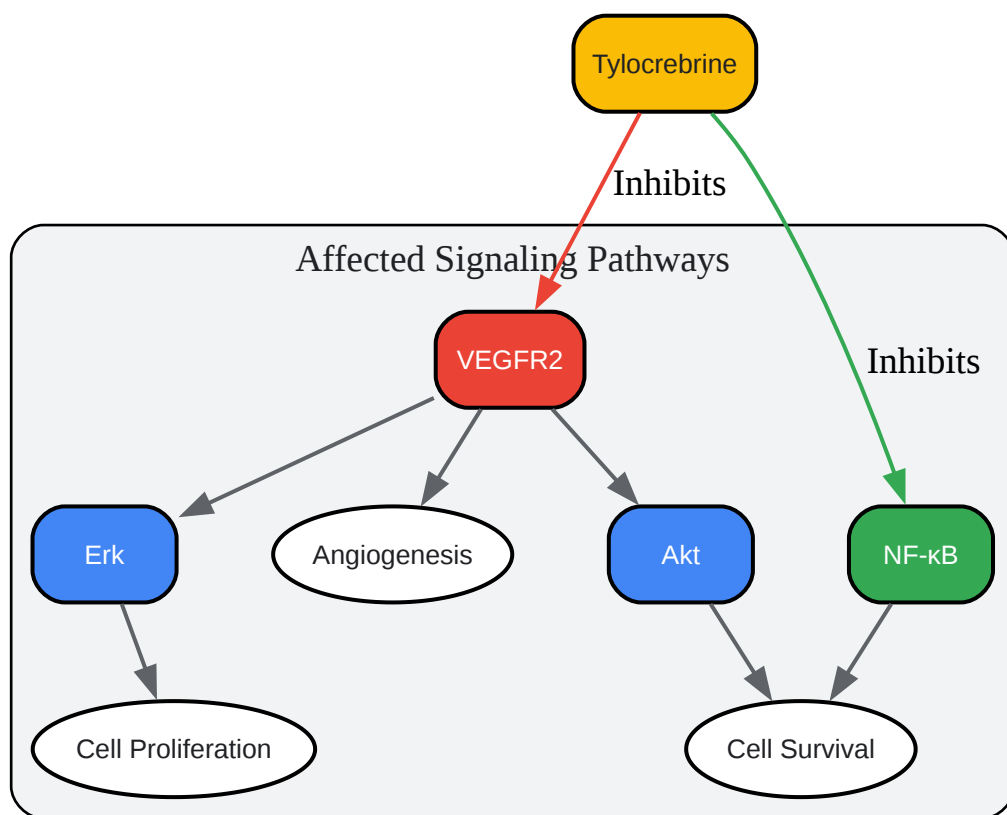 Tylocrebrine
Inhibits
Affected Signaling Pathways
VEGFR2
Inhibits
Erk
Angiogenesis
Akt
NF-κB
Cell Proliferation
Cell Survival